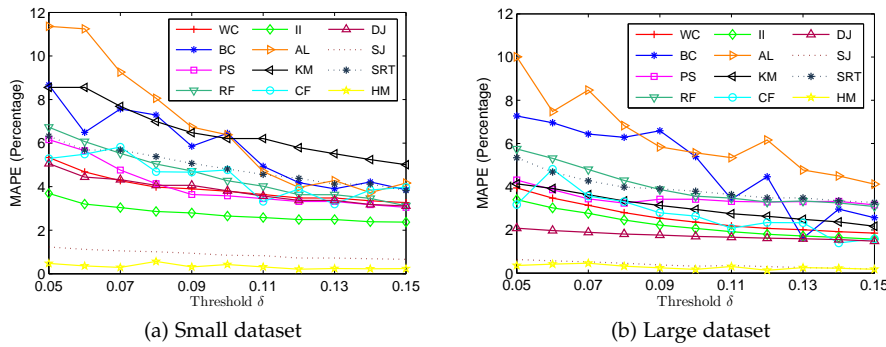 12
10
8
6
4
2
0
MAPE (Percentage)
WC
BC
PS
RF
II
AL
KM
CF
DJ
SJ
SRT
HM
0.05 0.07 0.09 0.11 0.13 0.15
Threshold δ
(a) Small dataset
12
10
8
6
4
2
0
MAPE (Percentage)
WC
BC
PS
RF
II
AL
KM
CF
DJ
SJ
SRT
HM
0.05 0.07 0.09 0.11 0.13 0.15
Threshold δ
(b) Large dataset